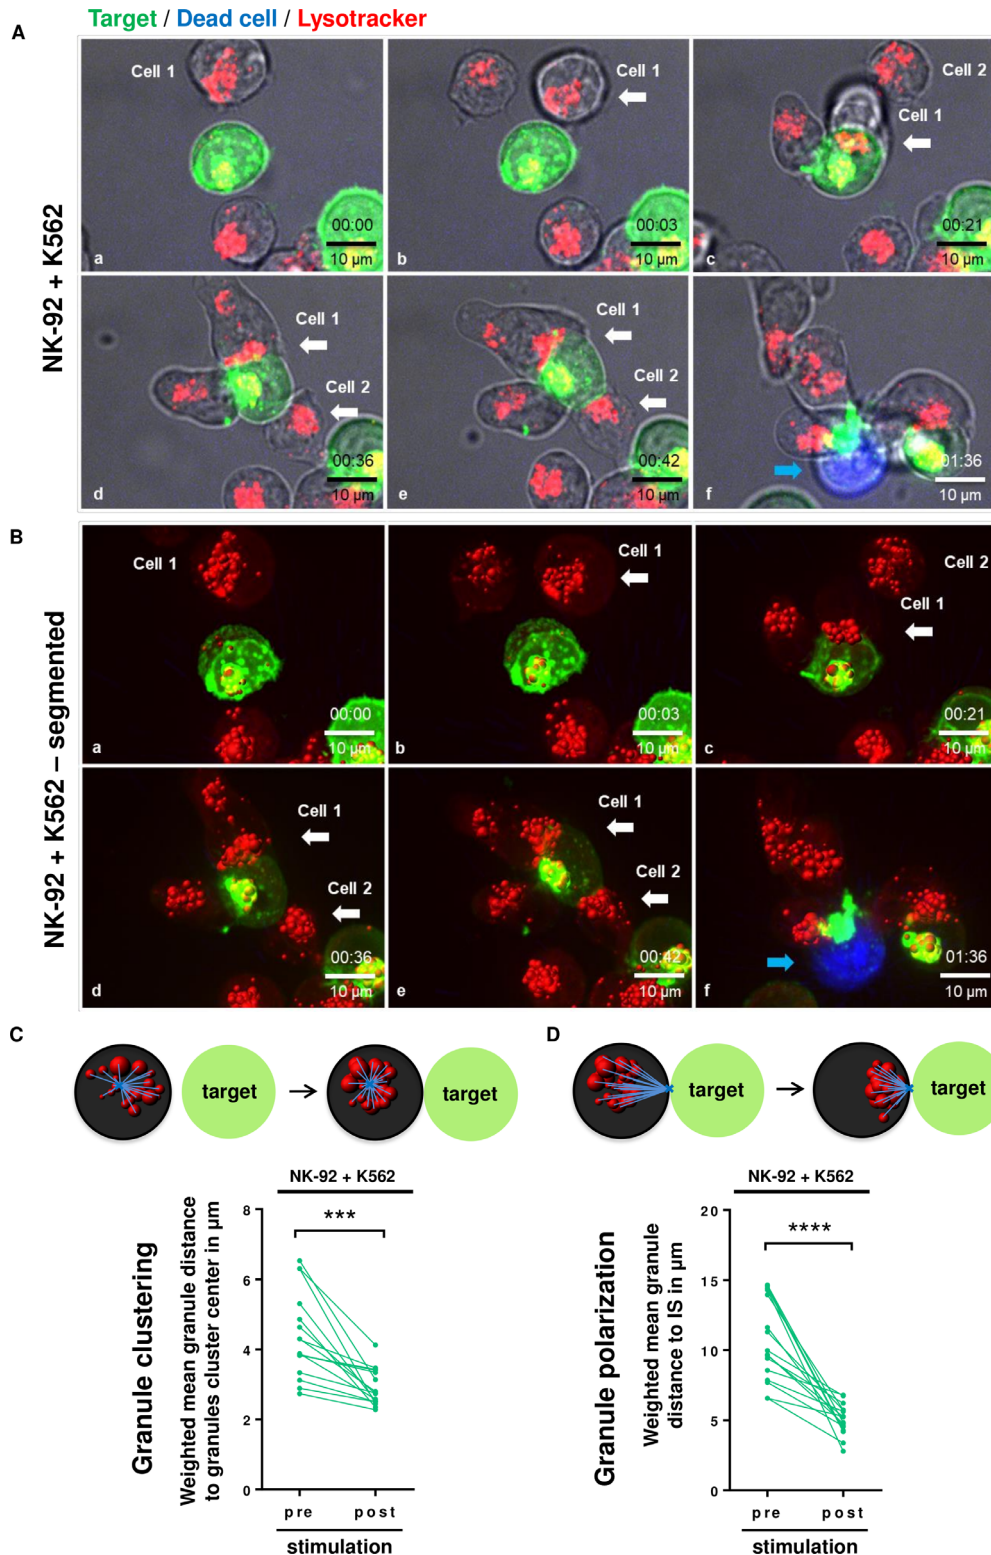 Target / Dead cell / Lysotracker
A
NK-92 + K562
Cell 1
00:00
10 µm
a
Cell 1
00:03
10 µm
b
Cell 2
Cell 1
00:21
10 µm
c
Cell 1
Cell 2
00:36
10 µm
d
Cell 1
Cell 2
00:42
10 µm
e
01:36
10 µm
f
B
NK-92 + K562 – segmented
Cell 1
00:00
10 µm
a
Cell 1
00:03
10 µm
b
Cell 2
Cell 1
00:21
10 µm
c
Cell 1
Cell 2
00:36
10 µm
d
Cell 1
Cell 2
00:42
10 µm
e
01:36
10 µm
f
C
target
target
NK-92 + K562
Granule clustering
Weighted mean granule distance
to granules cluster center in µm
8
6
4
2
0
***
pre
post
stimulation
D
target
target
NK-92 + K562
Granule polarization
Weighted mean granule
distance to IS in µm
20
15
10
5
0
****
pre
post
stimulation